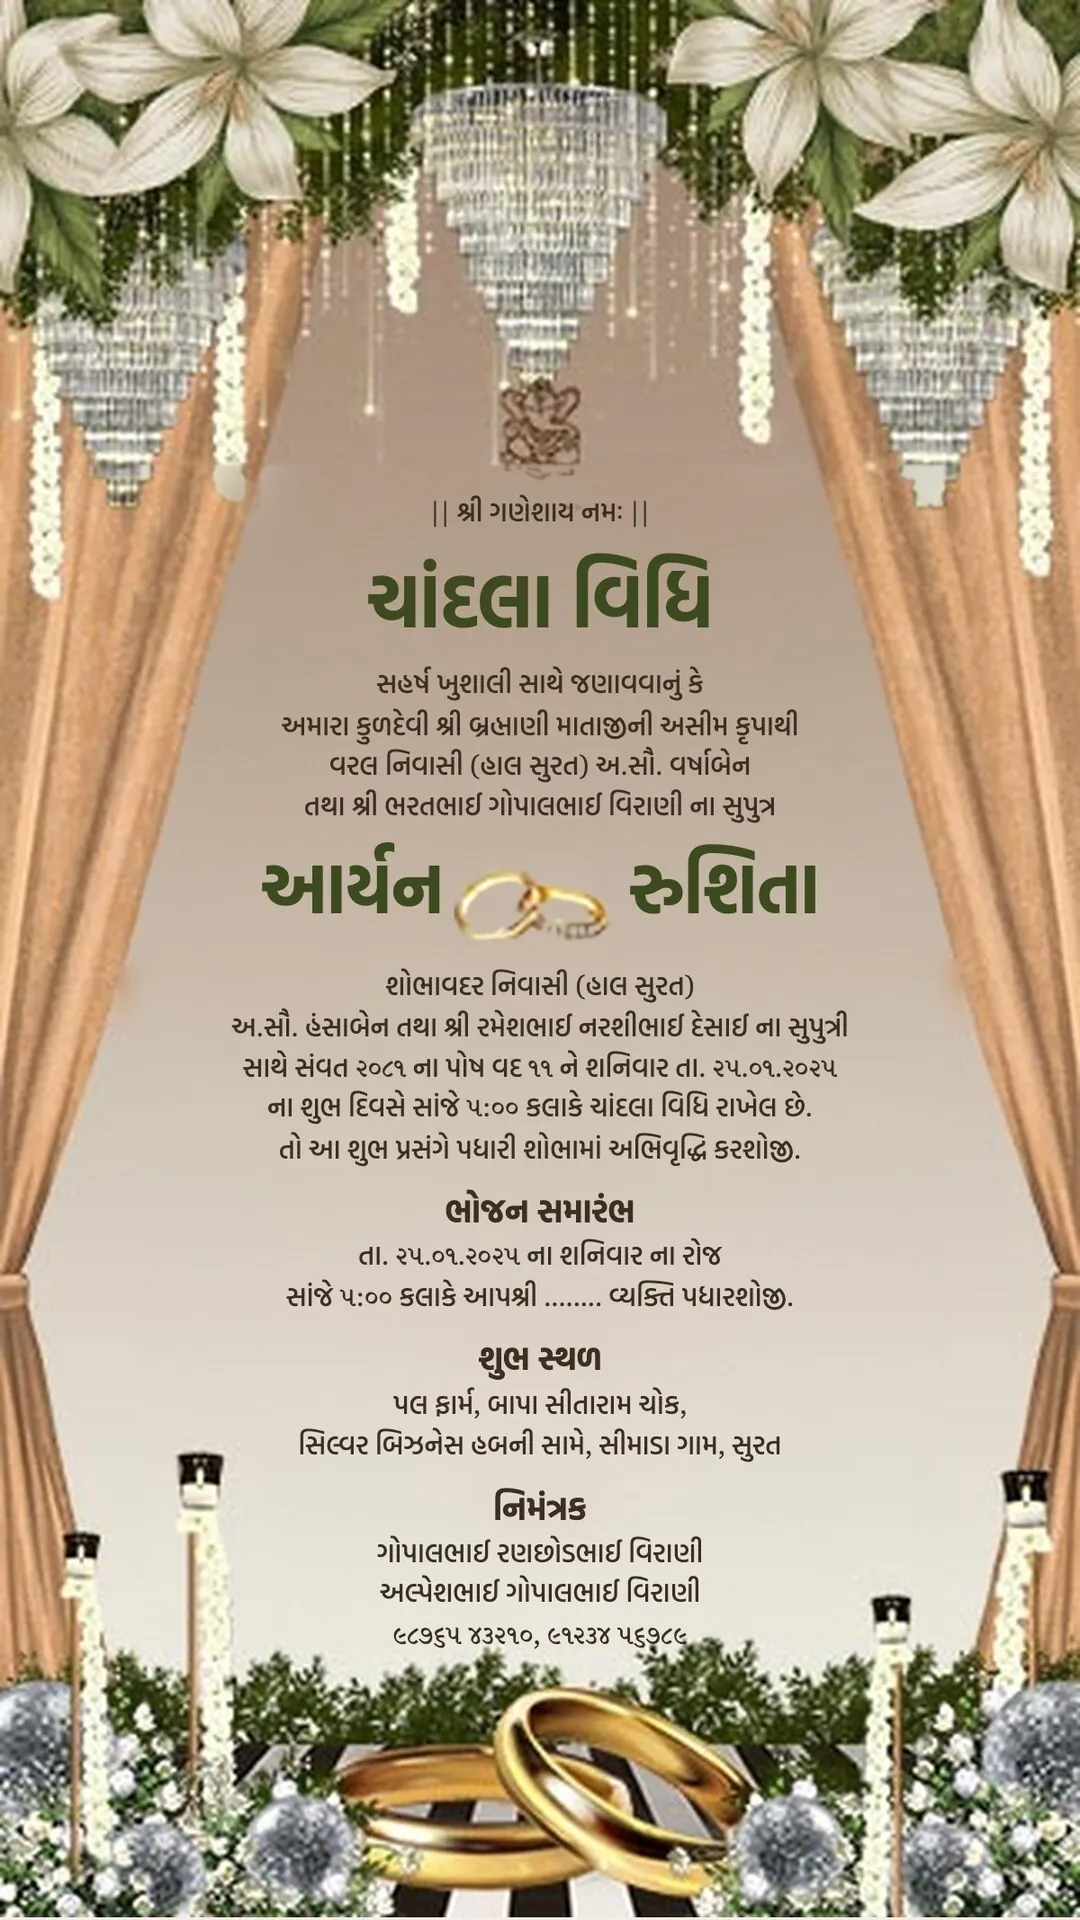 || શ્રી ગણેશાય નમઃ ||
ચાંદલા વિધિ
સહર્ષ ખુશાલી સાથે જણાવવાનું કે
અમારા કુળદેવી શ્રી બ્રહ્માણી માતાજીની અસીમ કૃપાથી
વરલ નિવાસી (હાલ સુરત) અ.સૌ. વર્ષાબેન
તથા શ્રી ભરતભાઈ ગોપાલભાઈ વિરાણી ના સુપુત્ર
આર્યન રુશિતા
શોભાવદર નિવાસી (હાલ સુરત)
અ.સૌ. હંસાબેન તથા શ્રી રમેશભાઈ નરશીભાઈ દેસાઈ ના સુપુત્રી
સાથે સંવત ૨૦૮૧ ના પોષ વદ ૧૧ ને શનિવાર તા. ૨૫.૦૧.૨૦૨૫
ના શુભ દિવસે સાંજે ૫:૦૦ કલાકે ચાંદલા વિધિ રાખેલ છે.
તો આ શુભ પ્રસંગે પધારી શોભામાં અભિવૃદ્ધિ કરશોજી.
ભોજન સમારંભ
તા. ૨૫.૦૧.૨૦૨૫ ના શનિવાર ના રોજ
સાંજે ૫:૦૦ કલાકે આપશ્રી ........ વ્યક્તિ પધારશોજી.
શુભ સ્થળ
પલ ફાર્મ, બાપા સીતારામ ચોક,
સિલ્વર બિઝનેસ હબની સામે, સીમાડા ગામ, સુરત
નિમંત્રક
ગોપાલભાઈ રણછોડભાઈ વિરાણી
અલ્પેશભાઈ ગોપાલભાઈ વિરાણી
૯૮૭૬૫ ૪૩૨૧૦, ૯૧૨૩૪ ૫૬૭૮૯